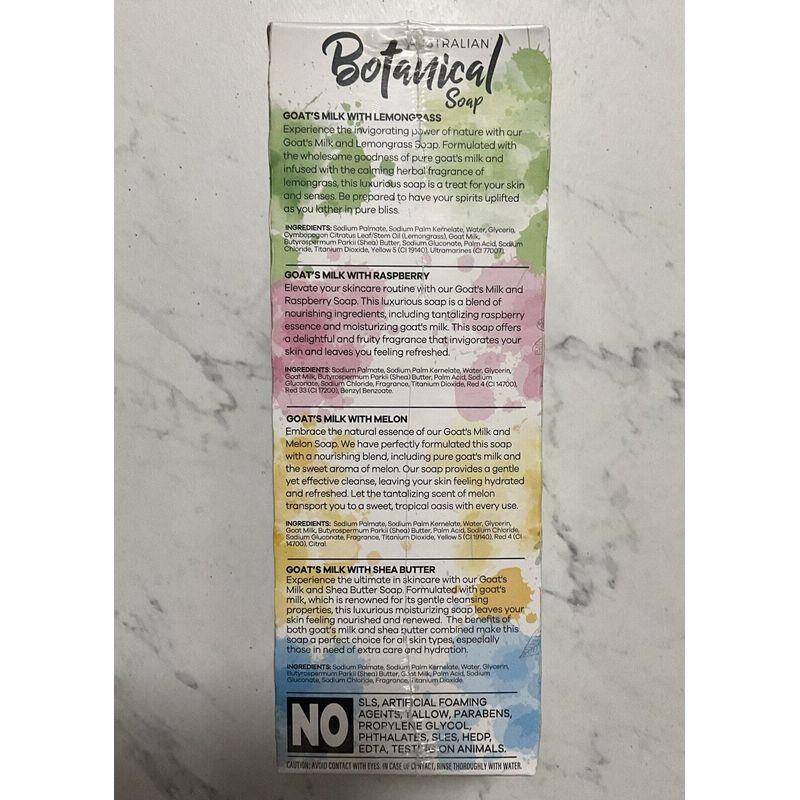 AUSTRALIAN
Botanical
Soap
GOAT'S MILK WITH LEMONGRASS
Experience the invigorating power of nature with our
Goat's Milk and Lemongrass Soap. Formulated with
the wholesome goodness of pure goat's milk and
infused with the calming herbal fragrance of
lemongrass, this luxurious soap is a treat for your skin
and senses. Be prepared to have your spirits uplifted
as you lather in pure bliss.
INGREDIENTS: Sodium Palmate, Sodium Palm Kernelate, Water, Glycerin,
Cymbopogon Citratus Leaf/Stem Oil (Lemongrass), Goat Milk,
Butyrospermum Parkii (Shea) Butter, Sodium Gluconate, Palm Acid, Sodium
Chloride, Titanium Dioxide, Yellow 5 (CI 19140), Ultramarines (CI 77007).
GOAT'S MILK WITH RASPBERRY
Elevate your skincare routine with our Goat's Milk and
Raspberry Soap. This luxurious soap is a blend of
nourishing ingredients, including tantalizing raspberry
essence and moisturizing goat's milk. This soap offers
a delightful and fruity fragrance that invigorates your
skin and leaves you feeling refreshed.
INGREDIENTS: Sodium Palmate, Sodium Palm Kernelate, Water, Glycerin,
Goat Milk, Butyrospermum Parkii (Shea) Butter, Palm Acid, Sodium
Gluconate, Sodium Chloride, Fragrance, Titanium Dioxide, Red 4 (CI 14700),
Red 33 (CI 17200), Benzyl Benzoate.
GOAT'S MILK WITH MELON
Embrace the natural essence of our Goat's Milk and
Melon Soap. We have perfectly formulated this soap
with a nourishing blend, including pure goat's milk and
the sweet aroma of melon. Our soap provides a gentle
yet effective cleanse, leaving your skin feeling hydrated
and refreshed. Let the tantalizing scent of melon
transport you to a sweet, tropical oasis with every use.
INGREDIENTS: Sodium Palmate, Sodium Palm Kernelate, Water, Glycerin,
Goat Milk, Butyrospermum Parkii (Shea) Butter, Palm Acid, Sodium Chloride,
Sodium Gluconate, Fragrance, Titanium Dioxide, Yellow 5 (CI 19140), Red 4 (CI
14700), Citral.
GOAT'S MILK WITH SHEA BUTTER
Experience the ultimate in skincare with our Goat's
Milk and Shea Butter Soap. Formulated with goat's
milk, which is renowned for its gentle cleansing
properties, this luxurious moisturizing soap leaves your
skin feeling nourished and renewed. The benefits of
both goat's milk and shea butter combined make this
soap a perfect choice for all skin types, especially
those in need of extra care and hydration.
INGREDIENTS: Sodium Palmate, Sodium Palm Kernelate, Water, Glycerin,
Butyrospermum Parkii (Shea) Butter, Goat Milk, Palm Acid, Sodium
Gluconate, Sodium Chloride, Fragrance, Titanium Dioxide.
NO
SLS, ARTIFICIAL FOAMING
AGENTS, TALLOW, PARABENS,
PROPYLENE GLYCOL,
PHTHALATES, SLES, HEDP,
EDTA, TESTING ON ANIMALS.
CAUTION: AVOID CONTACT WITH EYES. IN CASE OF CONTACT, RINSE THOROUGHLY WITH WATER.